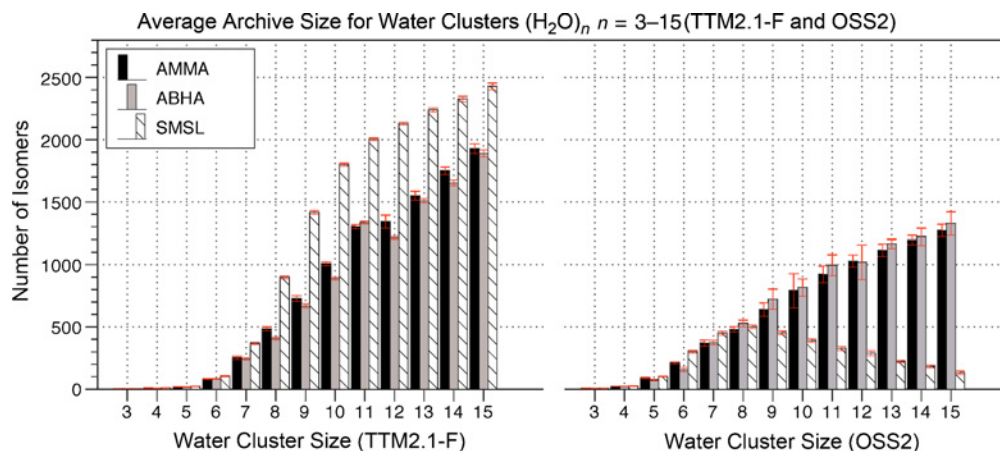 Average Archive Size for Water Clusters (H₂O)n n = 3–15(TTM2.1-F and OSS2)
AMMA
ABHA
SMSL
Number of Isomers
2500
2000
1500
1000
500
0
3 4 5 6 7 8 9 10 11 12 13 14 15
3 4 5 6 7 8 9 10 11 12 13 14 15
Water Cluster Size (TTM2.1-F)
Water Cluster Size (OSS2)